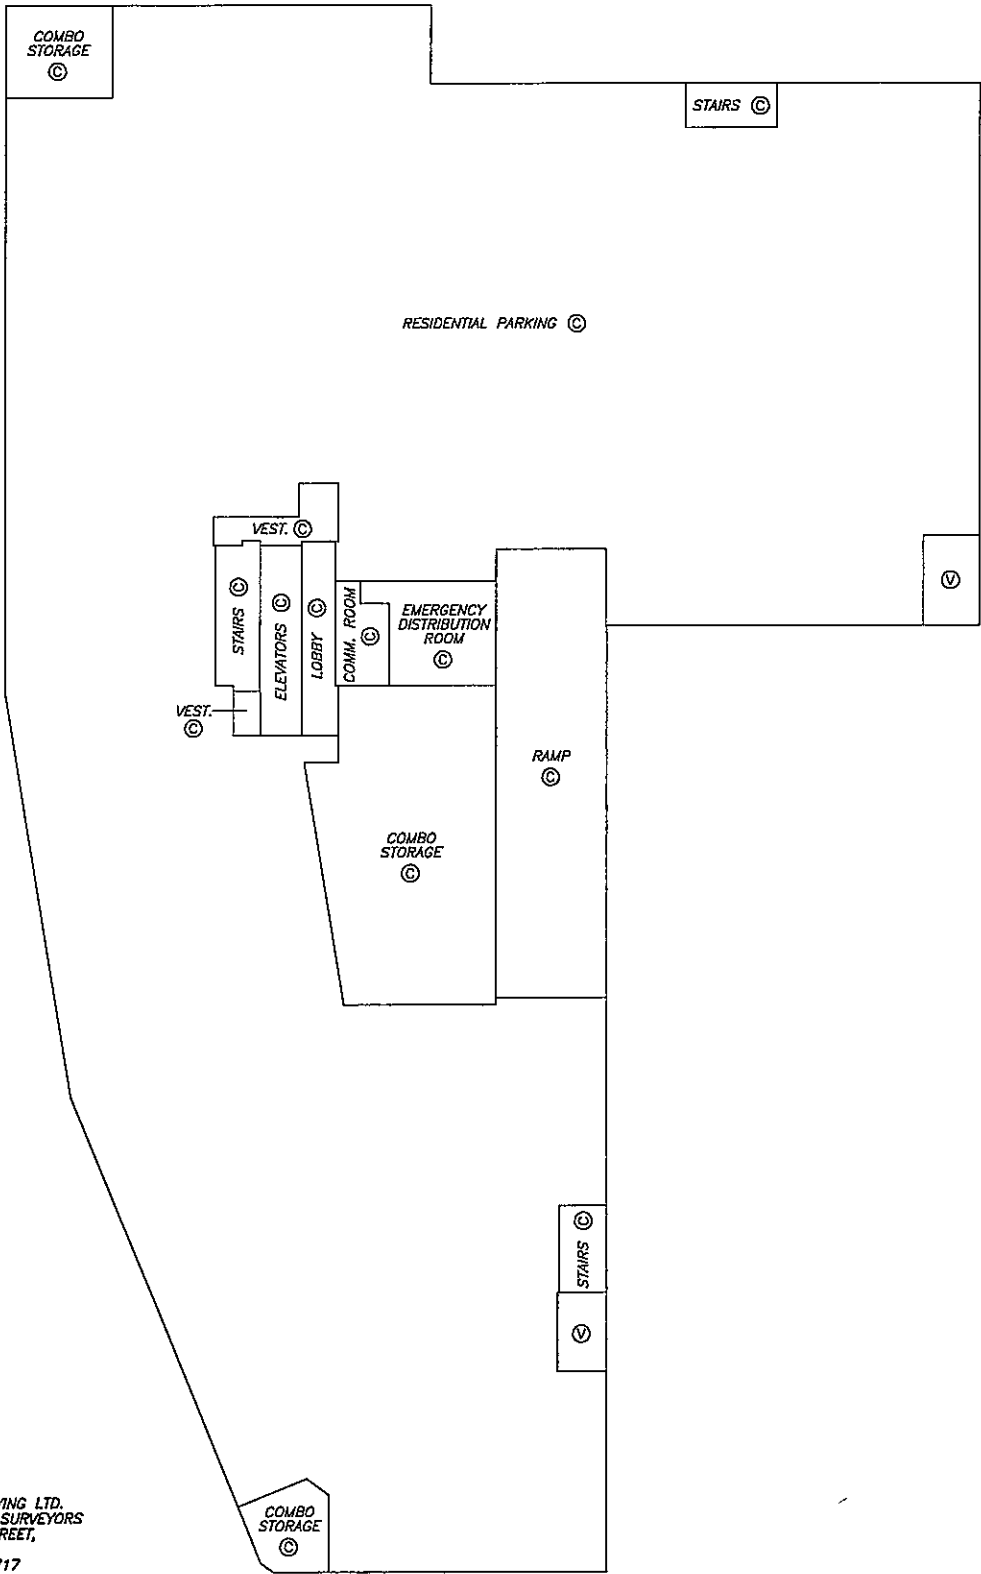 COMBO
STORAGE
Ⓒ
STAIRS Ⓒ
RESIDENTIAL PARKING Ⓒ
VEST. Ⓒ
STAIRS Ⓒ
ELEVATORS Ⓒ
LOBBY Ⓒ
COMM. ROOM
Ⓒ
EMERGENCY
DISTRIBUTION
ROOM
Ⓒ
Ⓥ
VEST.
Ⓒ
RAMP
Ⓒ
COMBO
STORAGE
Ⓒ
STAIRS Ⓒ
Ⓥ
COMBO
STORAGE
Ⓒ
LTD.
SURVEYORS